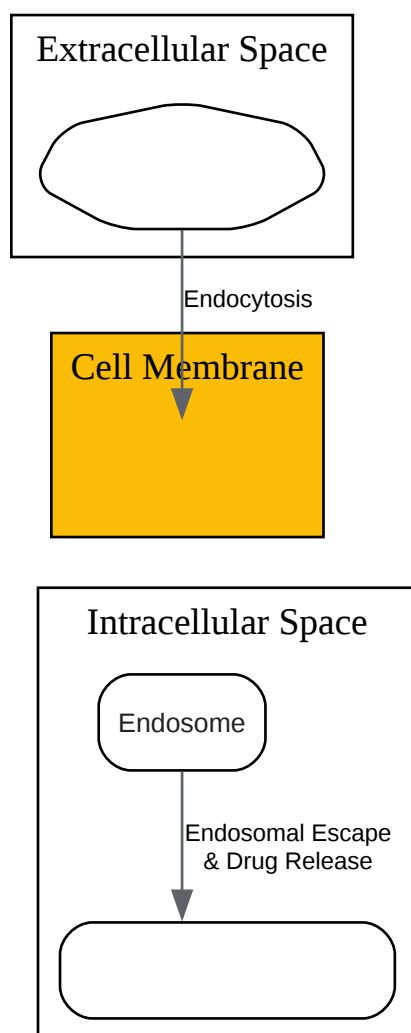 Extracellular Space
Endocytosis
Cell Membrane
Intracellular Space
Endosome
Endosomal Escape
& Drug Release